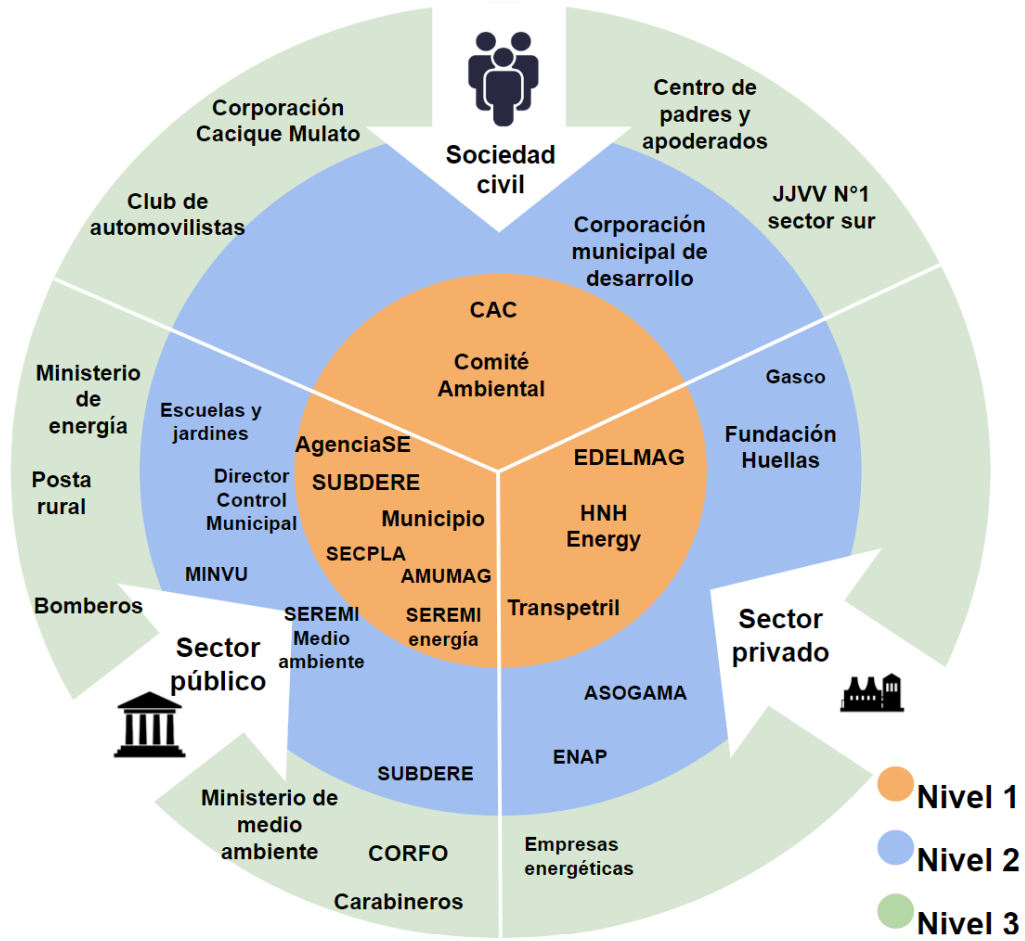 Corporación
Cacique Mulato
Club de
automovilistas
Sociedad
civil
Centro de
padres y
apoderados
JJVV N°1
sector sur
Corporación
municipal de
desarrollo
CAC
Comité
Ambiental
Ministerio
de
energía
Posta
rural
Bomberos
Escuelas y
jardines
Director
Control
Municipal
MINVU
SEREMI
Medio
ambiente
AgenciaSE
SUBDERE
Municipio
SECPLA
AMUMAG
SEREMI
energía
EDELMAG
HNH
Energy
Transpetril
Gasco
Fundación
Huellas
Sector
público
Sector
privado
ASOGAMA
ENAP
SUBDERE
Ministerio de
medio
ambiente
CORFO
Carabineros
Empresas
energéticas
Nivel 1
Nivel 2
Nivel 3